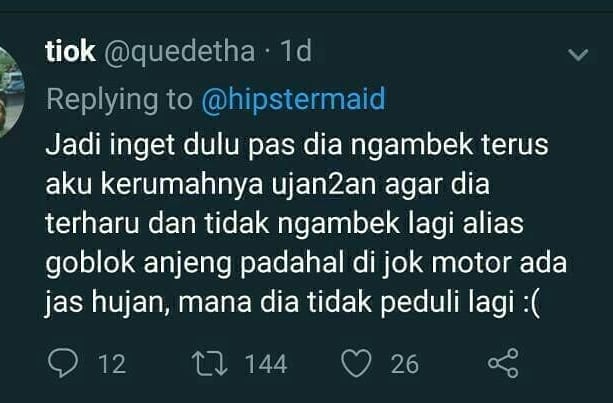 tiok @quedetha · 1d
Replying to @hipstermaid
Jadi inget dulu pas dia ngambek terus
aku kerumahnya ujan2an agar dia
terharu dan tidak ngambek lagi alias
goblok anjeng padahal di jok motor ada
jas hujan, mana dia tidak peduli lagi :(
12 144 26